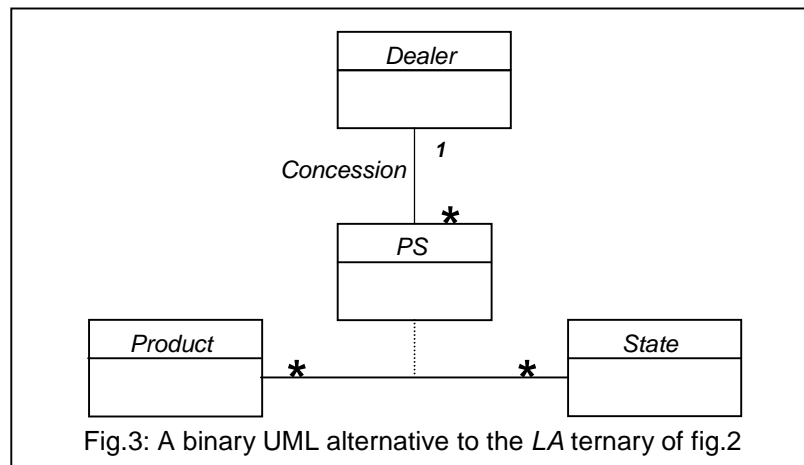 Dealer
1
Concession
*
PS
Product
State
*
*
Fig.3: A binary UML alternative to the LA ternary of fig.2